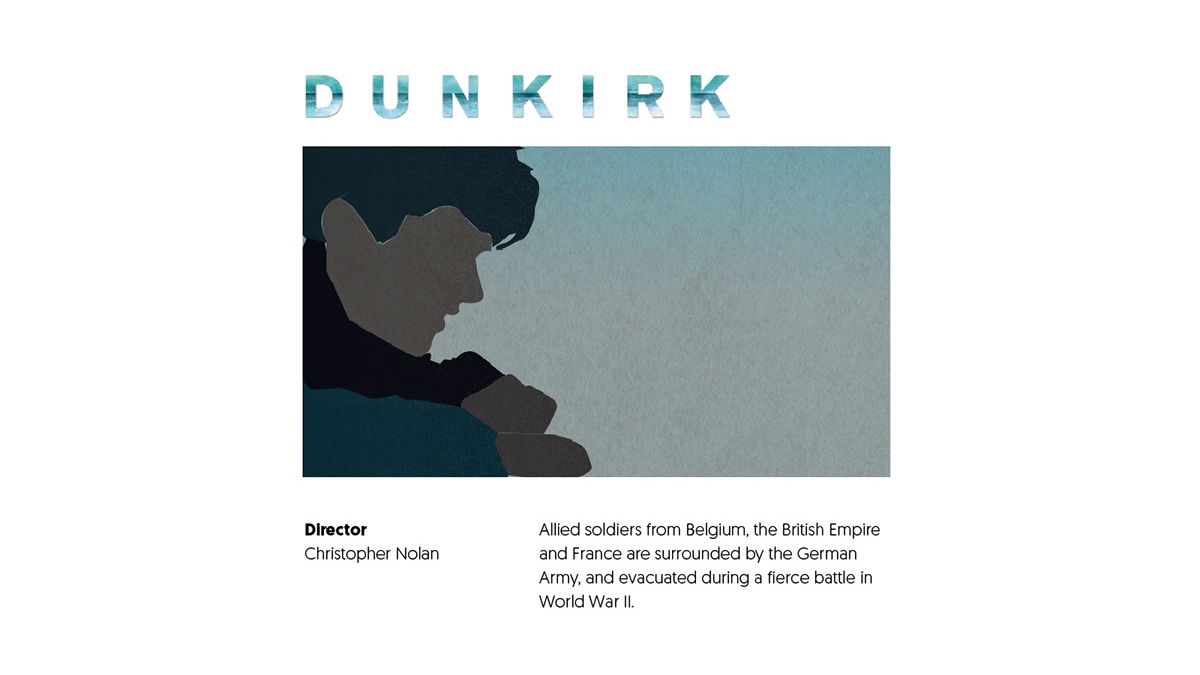 DUNKIRK
Director
Christopher Nolan
Allied soldiers from Belgium, the British Empire
and France are surrounded by the German
Army, and evacuated during a fierce battle in
World War II.